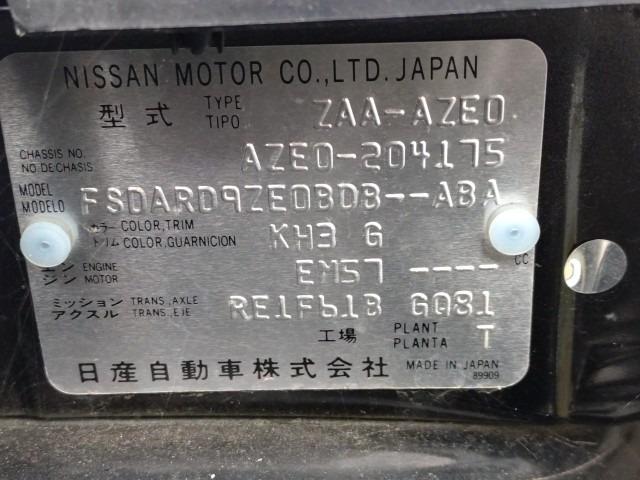 NISSAN MOTOR CO.,LTD. JAPAN
型式 TYPE TIPO ZAA-AZE0
CHASSIS NO. NO.DE CHASIS AZE0-204175
MODEL MODELO FSDARD9ZE0BDB--ABA
カラー COLOR,TRIM トリム COLOR,GUARNICION KH3 G
エンジン ENGINE MOTOR EM57 ---- CC
ミッション TRANS.,AXLE アクスル TRANS.,EJE RE1F61B GQ81
工場 PLANT PLANTA T
日産自動車株式会社 MADE IN JAPAN
89909